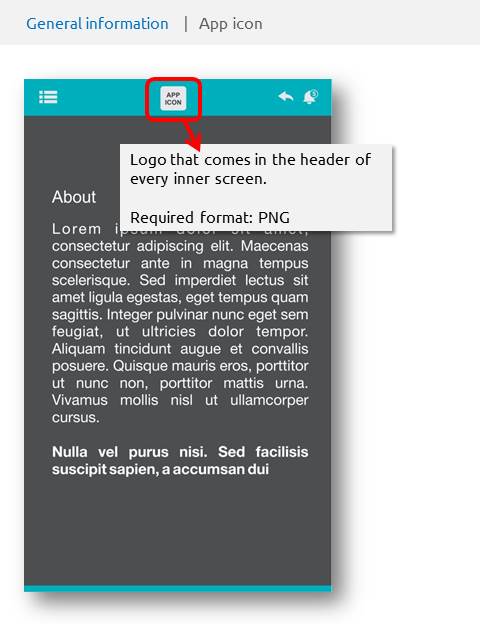 General information | App icon
APP
ICON
5
Logo that comes in the header of
every inner screen.
Required format: PNG
About
Lorem ipsum dolor sit amet,
consectetur adipiscing elit. Maecenas
consectetur ante in magna tempus
scelerisque. Sed imperdiet lectus sit
amet ligula egestas, eget tempus quam
sagittis. Integer pulvinar nunc eget sem
feugiat, ut ultricies dolor tempor.
Aliquam tincidunt augue et convallis
posuere. Quisque mauris eros, porttitor
ut nunc non, porttitor mattis urna.
Vivamus mollis nisl ut ullamcorper
cursus.
Nulla vel purus nisi. Sed facilisis
suscipit sapien, a accumsan dui